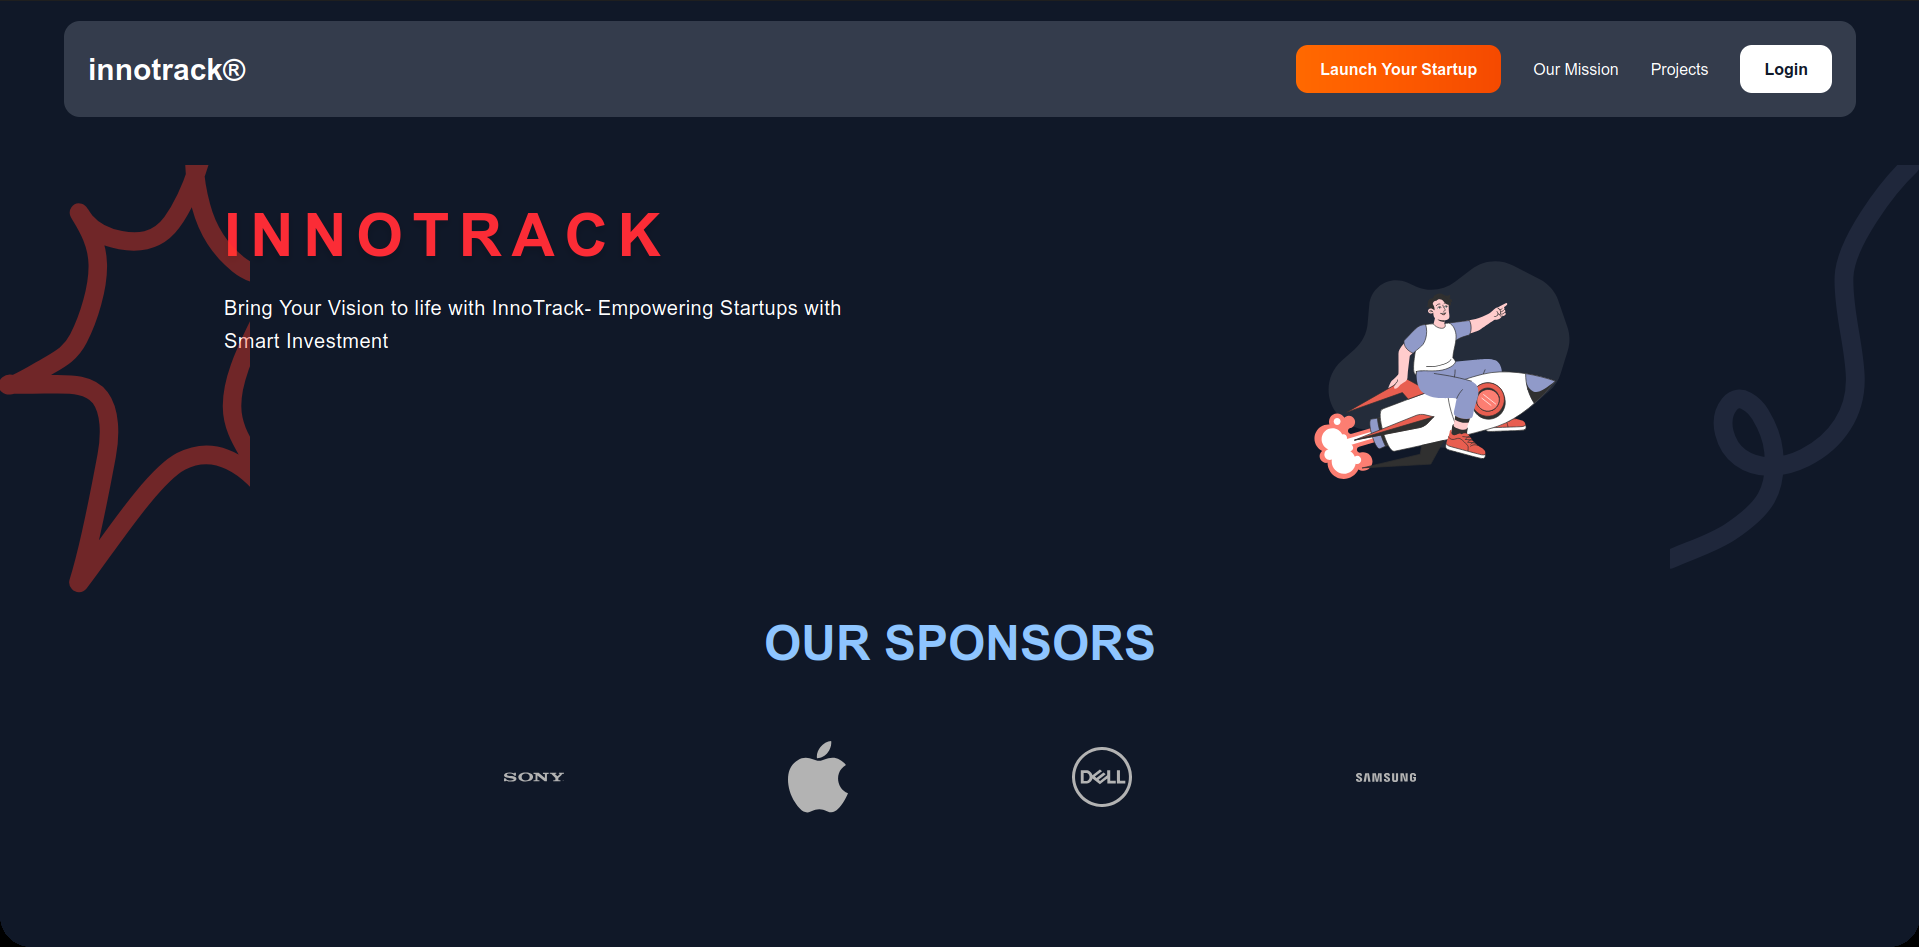 innotrack®
Launch Your Startup
Our Mission
Projects
Login
INNOTRACK
Bring Your Vision to life with InnoTrack- Empowering Startups with
Smart Investment
OUR SPONSORS
SONY
DELL
SAMSUNG